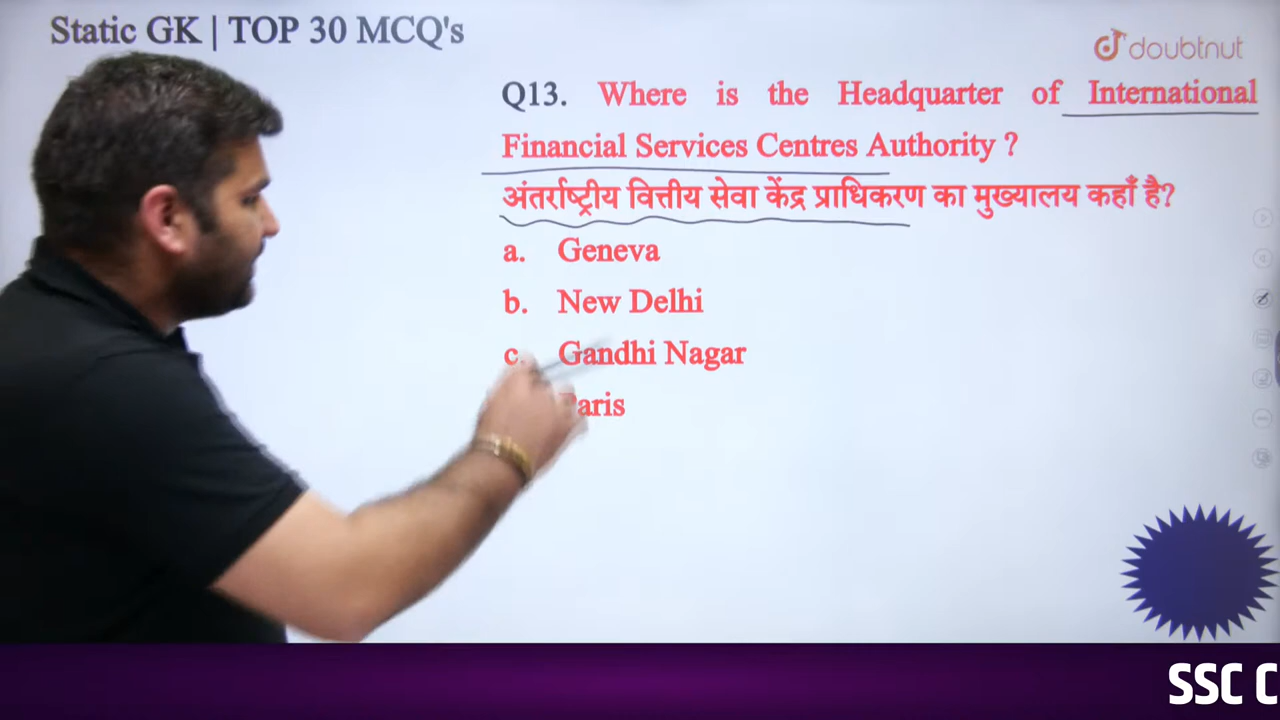 Static GK | TOP 30 MCQ's
doubtnut
Q13. Where is the Headquarter of International
Financial Services Centres Authority ?
अंतर्राष्ट्रीय वित्तीय सेवा केंद्र प्राधिकरण का मुख्यालय कहाँ है?
a. Geneva
b. New Delhi
c. Gandhi Nagar
Paris
SSC C